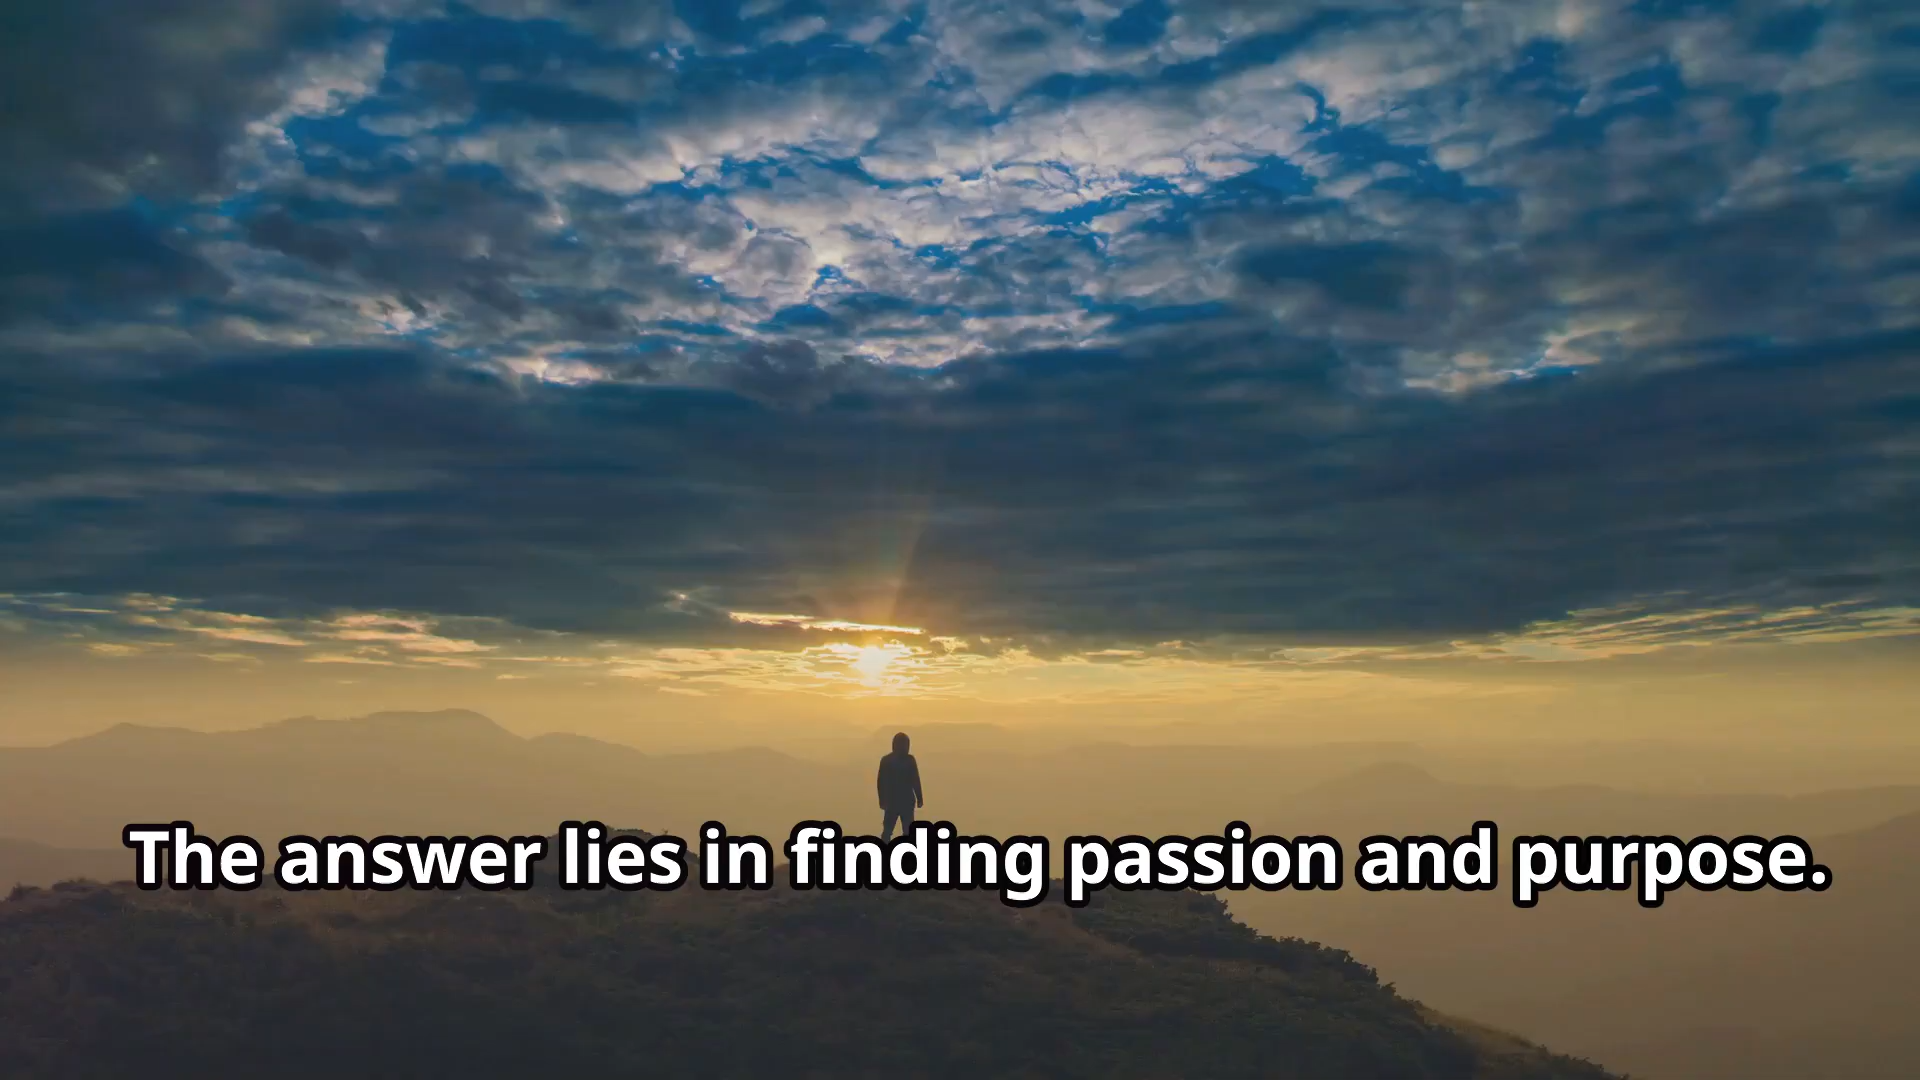 The answer lies in finding passion and purpose.